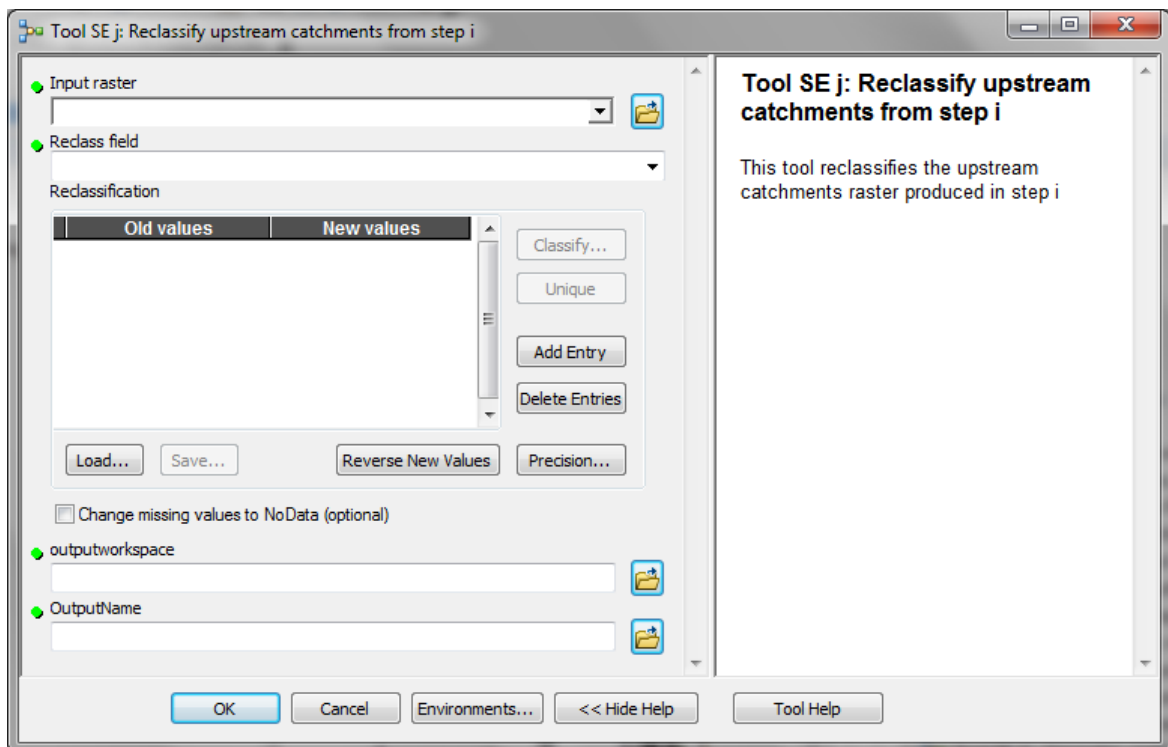 Tool SE j: Reclassify upstream catchments from step i
Input raster
Reclass field
Reclassification
Old values New values
Classify...
Unique
Add Entry
Delete Entries
Load... Save... Reverse New Values Precision...
Change missing values to NoData (optional)
outputworkspace
OutputName
OK Cancel Environments... << Hide Help Tool Help
Tool SE j: Reclassify upstream
catchments from step i
This tool reclassifies the upstream
catchments raster produced in step i